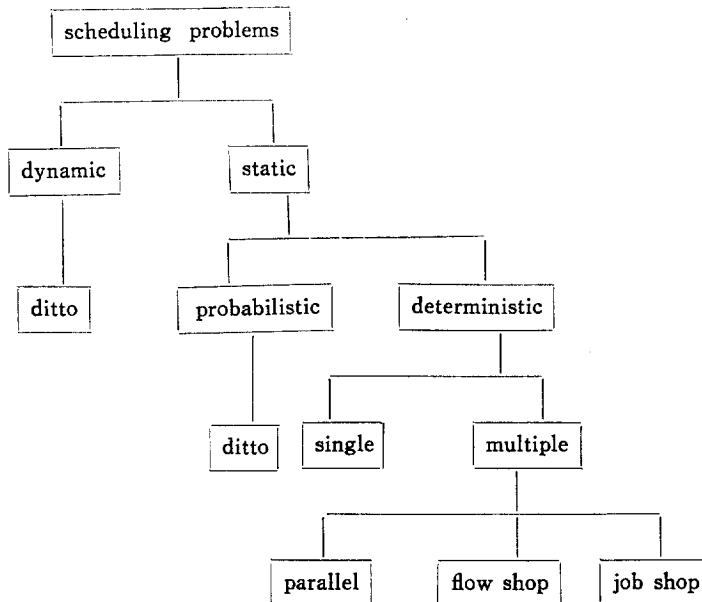 scheduling problems
dynamic
static
ditto
probabilistic
deterministic
ditto
single
multiple
parallel
flow shop
job shop